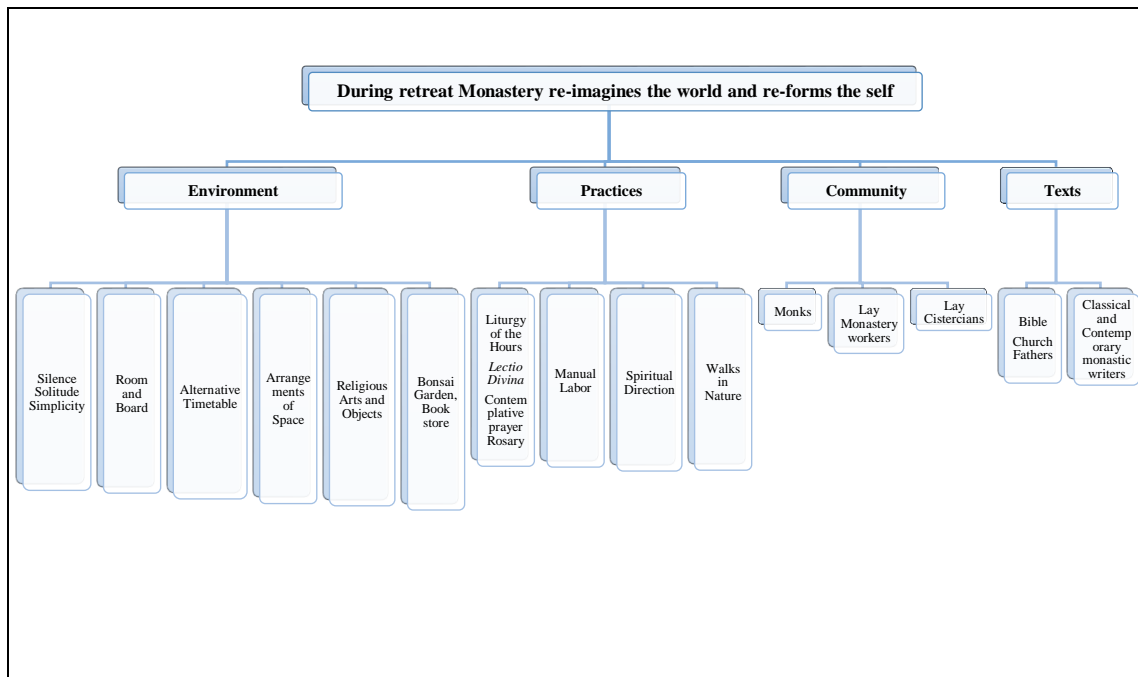 During retreat Monastery re-imagines the world and re-forms the self
Environment
Practices
Community
Texts
Silence
Solitude
Simplicity
Room
and
Board
Alternative
Timetable
Arrange
ments
of
Space
Religious
Arts and
Objects
Bonsai
Garden,
Book
store
Liturgy
of the
Hours
Lectio
Divina
Contem
plative
prayer
Rosary
Manual
Labor
Spiritual
Direction
Walks
in
Nature
Monks
Lay
Monastery
workers
Lay
Cistercians
Bible
Church
Fathers
Classical
and
Contemp
orary
monastic
writers